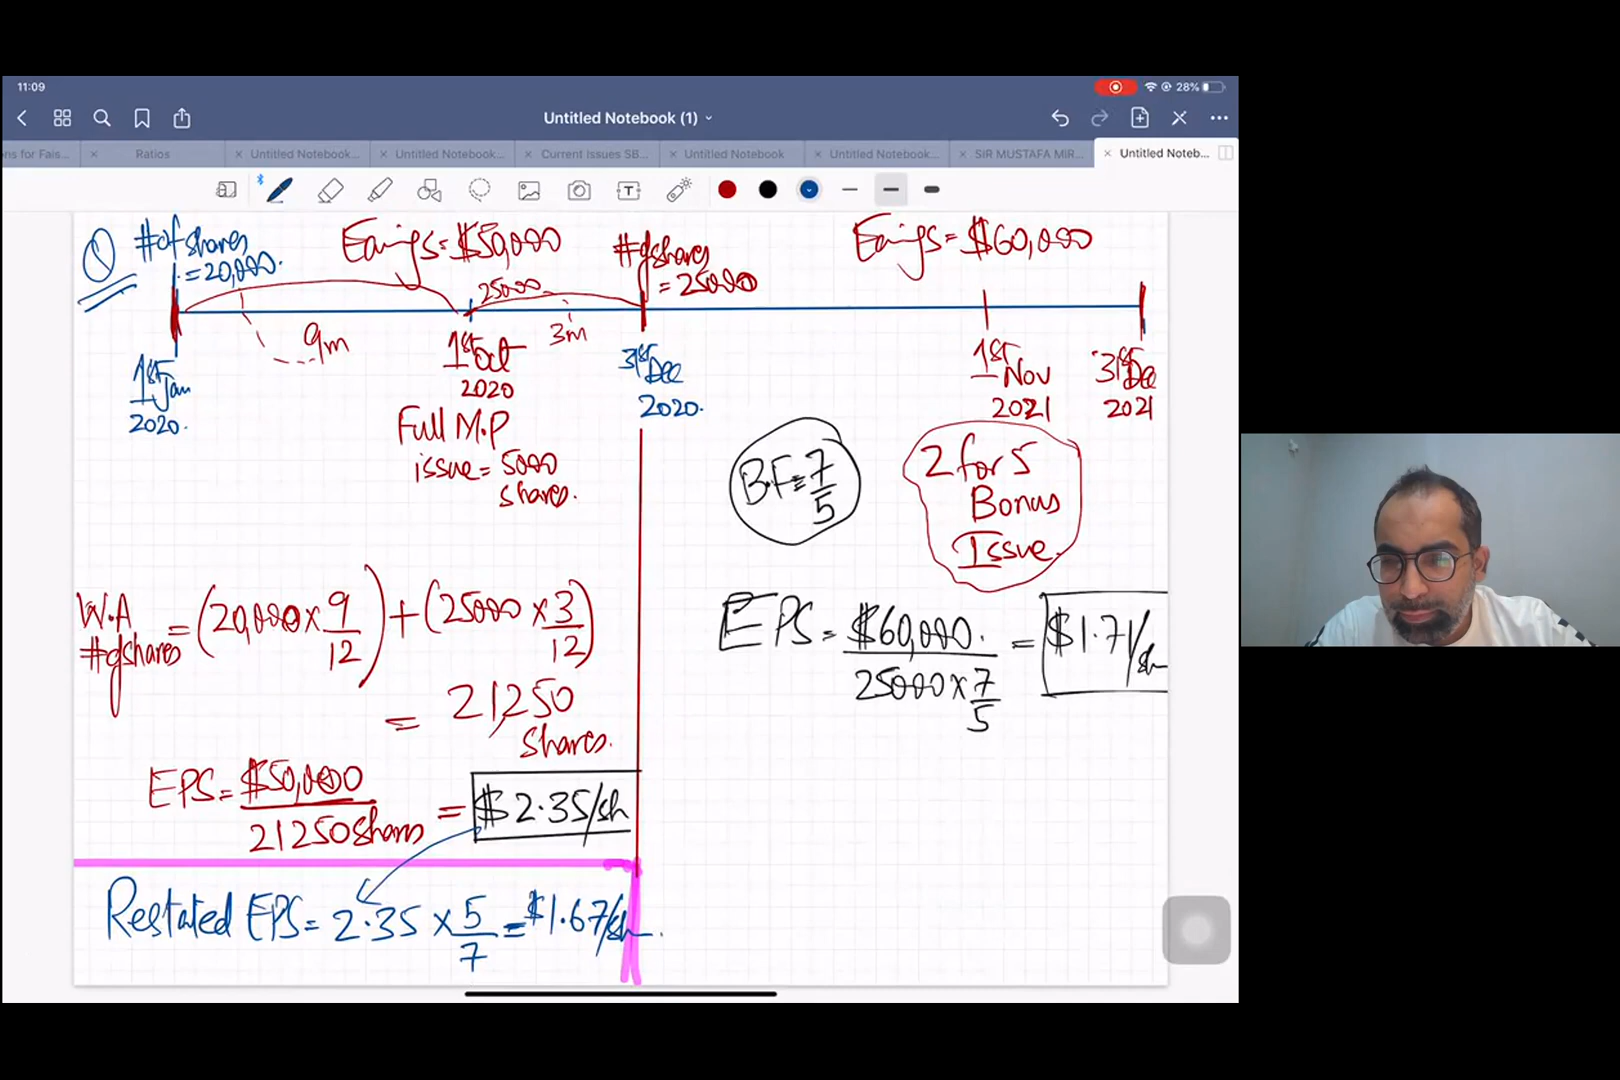 11:09
28%
Untitled Notebook (1)
ns for Fais...
Ratios
Untitled Notebook...
Untitled Notebook...
Current Issues SB...
Untitled Notebook
Untitled Notebook...
SIR MUSTAFA MIR...
Untitled Noteb...
Q
# of shares
= 20,000.
Earnings = $50,000
# of shares
= 25000
Earnings = $60,000
25000
9m
3m
1st Jan
2020.
1st Oct
2020
31st Dec
2020.
1st Nov
2021
31st Dec
2021
Full M.P
issue = 5000
shares.
B.F = 7/5
2 for 5
Bonus
Issue.
W.A
# of shares = (20,000 × 9/12) + (25000 × 3/12)
= 21,250
shares.
EPS = $60,000. / 25000 × 7/5 = $1.71/sh
EPS = $50,000 / 21250 shares = $2.35/sh
Restated EPS = 2.35 × 5/7 = $1.67/sh.